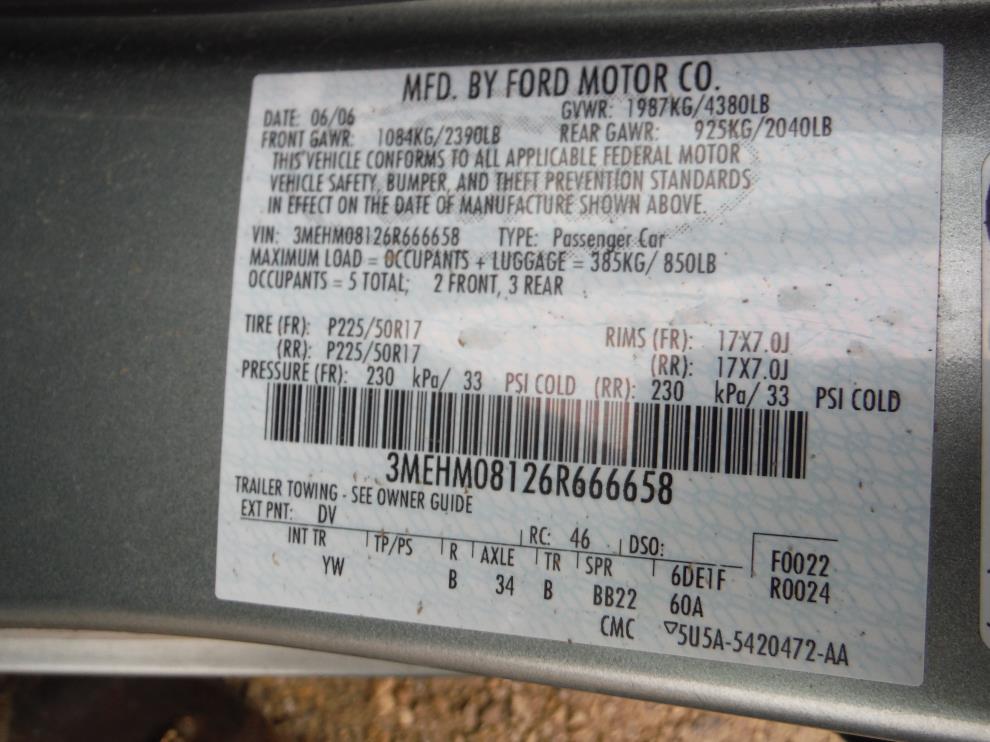 MFD. BY FORD MOTOR CO.
DATE: 06/06 GVWR: 1987KG/4380LB
FRONT GAWR: 1084KG/2390LB REAR GAWR: 925KG/2040LB
THIS VEHICLE CONFORMS TO ALL APPLICABLE FEDERAL MOTOR
VEHICLE SAFETY, BUMPER, AND THEFT PREVENTION STANDARDS
IN EFFECT ON THE DATE OF MANUFACTURE SHOWN ABOVE.
VIN: 3MEHM08126R666658 TYPE: Passenger Car
MAXIMUM LOAD = OCCUPANTS + LUGGAGE = 385KG/ 850LB
OCCUPANTS = 5 TOTAL; 2 FRONT, 3 REAR
TIRE (FR): P225/50R17 RIMS (FR): 17X7.0J
(RR): P225/50R17 (RR): 17X7.0J
PRESSURE (FR): 230 kPa/ 33 PSI COLD (RR): 230 kPa/ 33 PSI COLD
3MEHM08126R666658
TRAILER TOWING - SEE OWNER GUIDE
EXT PNT: DV RC: 46 DSO:
INT TR TP/PS R AXLE TR SPR 6DE1F F0022
YW B 34 B BB22 60A R0024
CMC ▽5U5A-5420472-AA